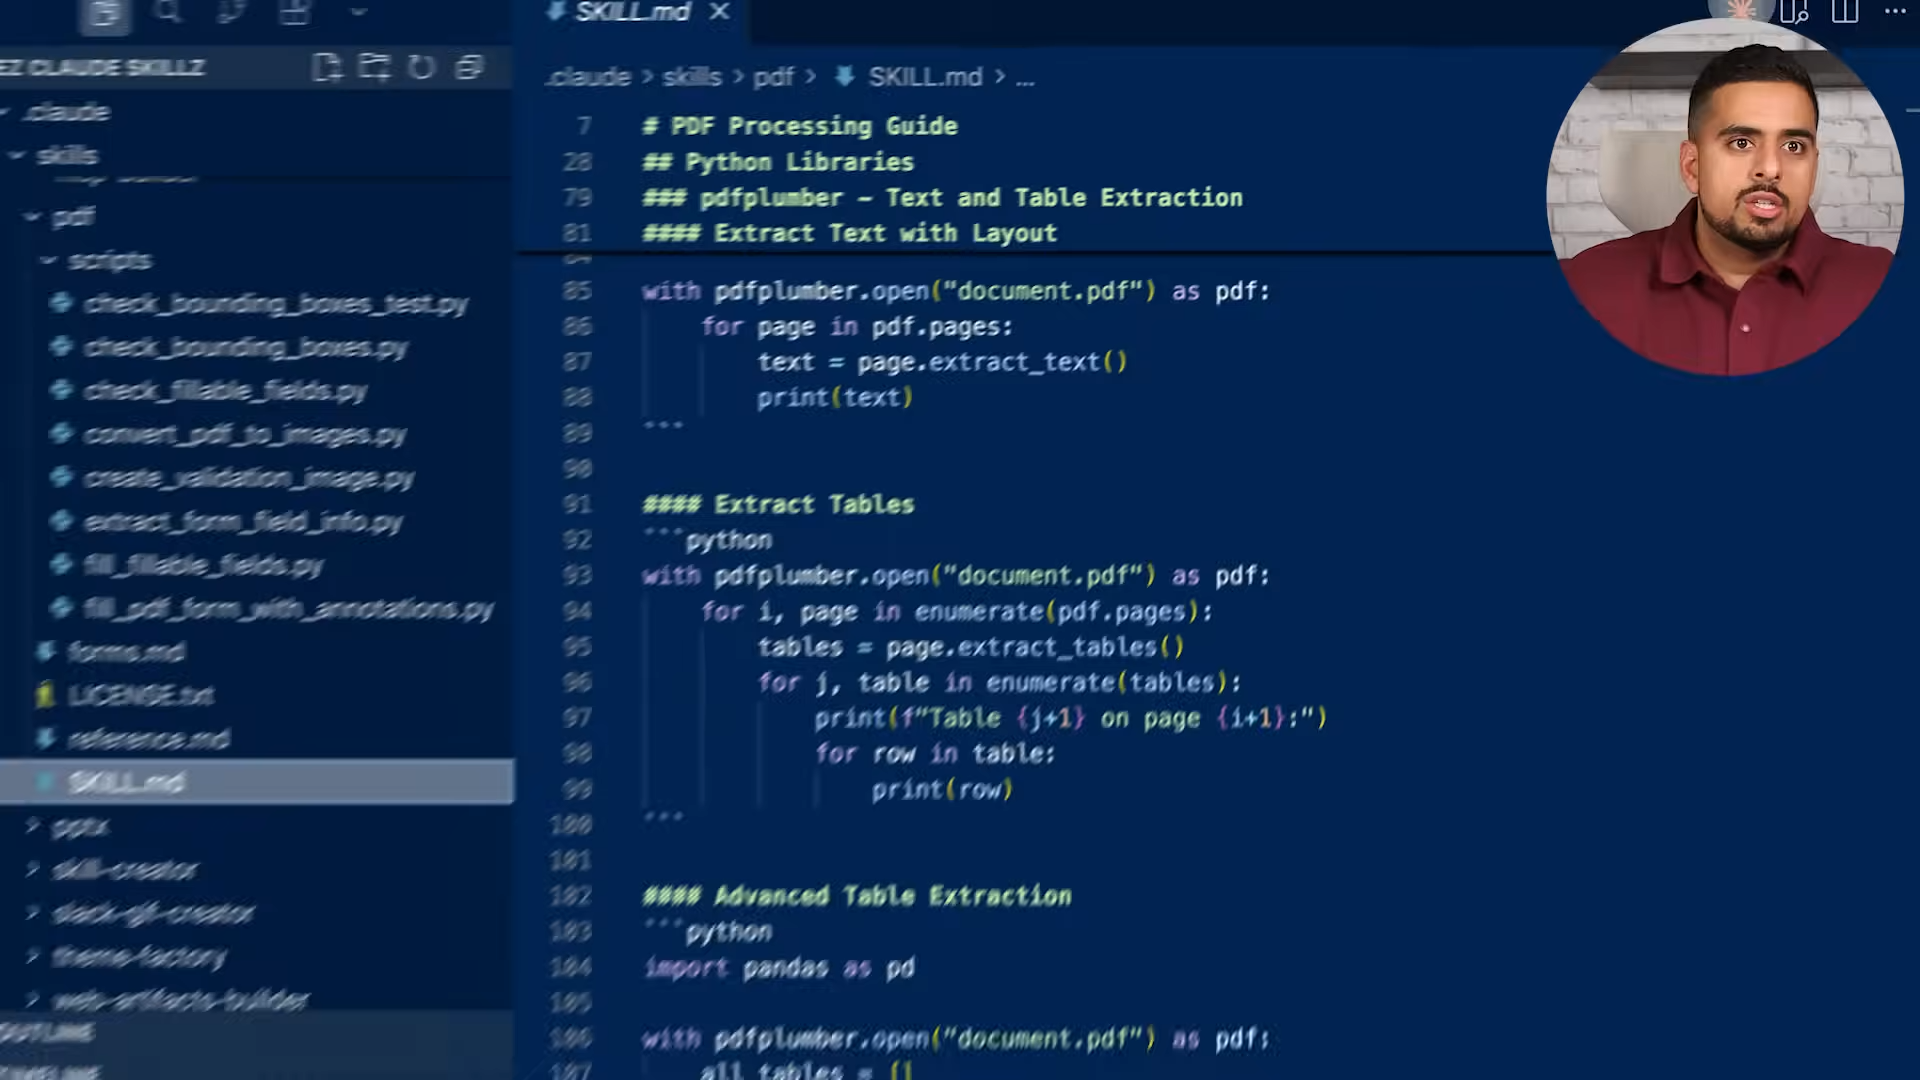 SKILL.md
EZ CLAUDE SKILLZ
.claude
skills
pdf
scripts
check_bounding_boxes_test.py
check_bounding_boxes.py
check_fillable_fields.py
convert_pdf_to_images.py
create_validation_image.py
extract_form_field_info.py
fill_fillable_fields.py
fill_pdf_form_with_annotations.py
forms.md
LICENSE.txt
reference.md
SKILL.md
pptx
skill-creator
slack-gif-creator
theme-factory
web-artifacts-builder
OUTLINE
.claude > skills > pdf > SKILL.md > ...
7 # PDF Processing Guide
28 ## Python Libraries
79 ### pdfplumber - Text and Table Extraction
81 #### Extract Text with Layout
85 with pdfplumber.open("document.pdf") as pdf:
86 for page in pdf.pages:
87 text = page.extract_text()
88 print(text)
89 ```
90
91 #### Extract Tables
92 ```python
93 with pdfplumber.open("document.pdf") as pdf:
94 for i, page in enumerate(pdf.pages):
95 tables = page.extract_tables()
96 for j, table in enumerate(tables):
97 print(f"Table {j+1} on page {i+1}:")
98 for row in table:
99 print(row)
100 ```
101
102 #### Advanced Table Extraction
103 ```python
104 import pandas as pd
105
106 with pdfplumber.open("document.pdf") as pdf:
107 all_tables = []